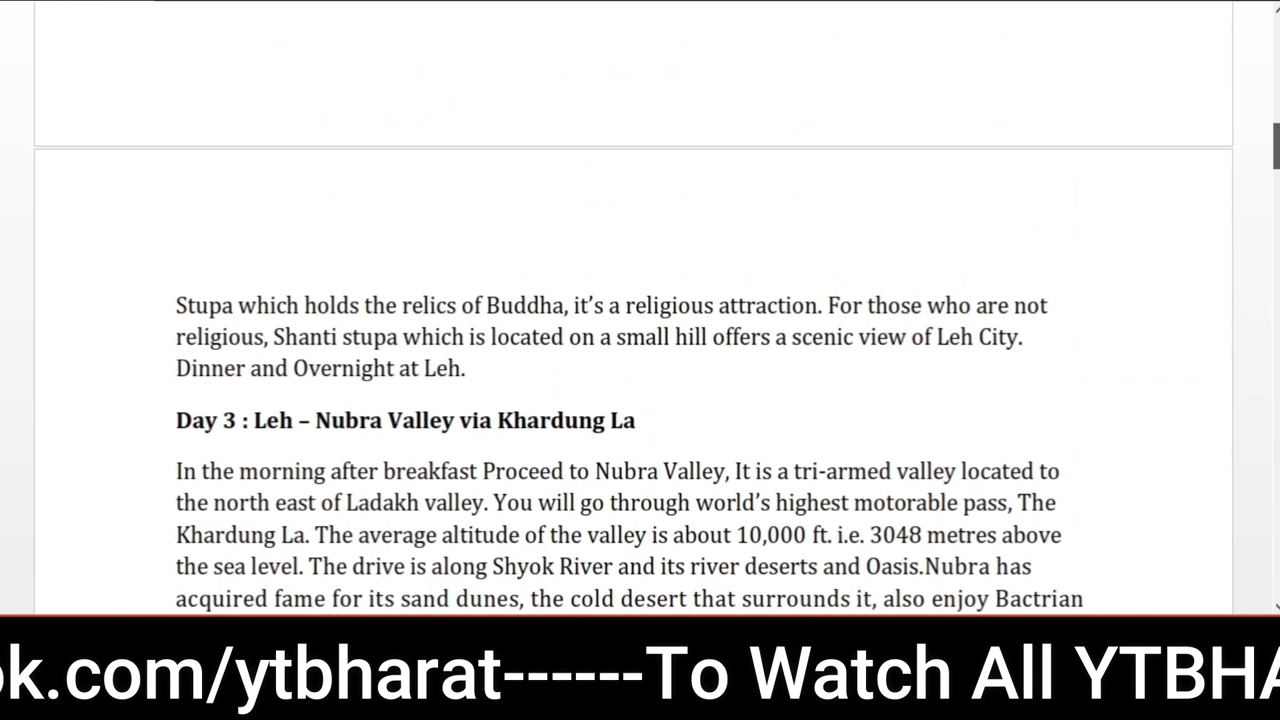 Stupa which holds the relics of Buddha, it’s a religious attraction. For those who are not
religious, Shanti stupa which is located on a small hill offers a scenic view of Leh City.
Dinner and Overnight at Leh.
Day 3 : Leh – Nubra Valley via Khardung La
In the morning after breakfast Proceed to Nubra Valley, It is a tri-armed valley located to
the north east of Ladakh valley. You will go through world’s highest motorable pass, The
Khardung La. The average altitude of the valley is about 10,000 ft. i.e. 3048 metres above
the sea level. The drive is along Shyok River and its river deserts and Oasis.Nubra has
acquired fame for its sand dunes, the cold desert that surrounds it, also enjoy Bactrian
ok.com/ytbharat------To Watch All YTBHA